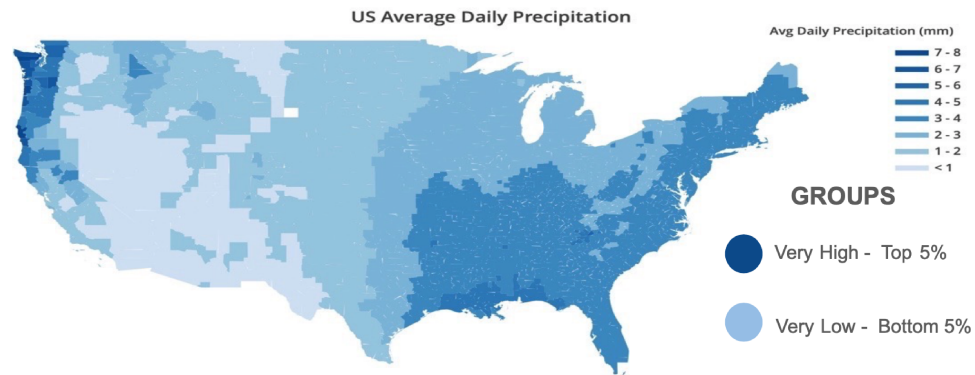 US Average Daily Precipitation
Avg Daily Precipitation (mm)
7 - 8
6 - 7
5 - 6
4 - 5
3 - 4
2 - 3
1 - 2
< 1
GROUPS
Very High - Top 5%
Very Low - Bottom 5%